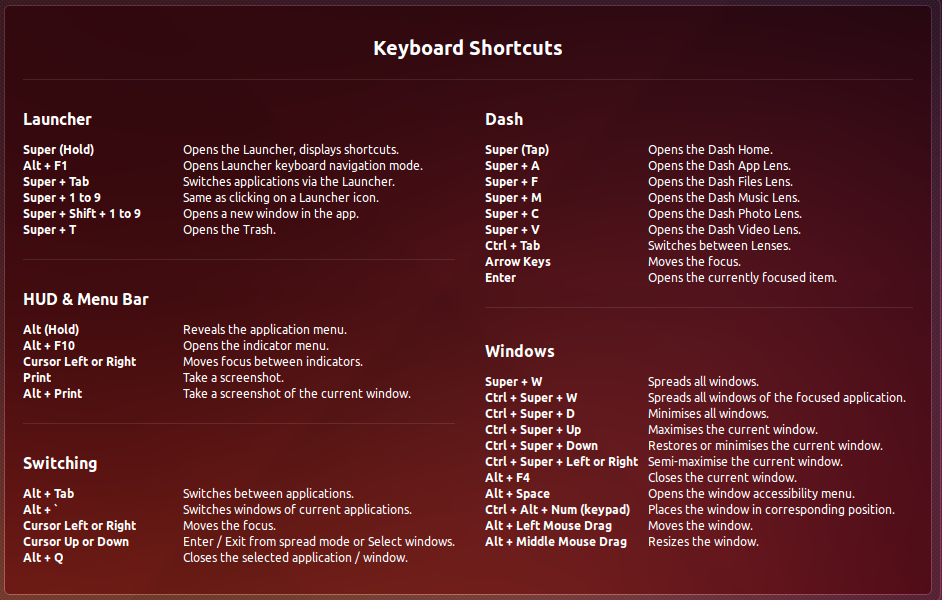 Keyboard Shortcuts
Launcher
Super (Hold) Opens the Launcher, displays shortcuts.
Alt + F1 Opens Launcher keyboard navigation mode.
Super + Tab Switches applications via the Launcher.
Super + 1 to 9 Same as clicking on a Launcher icon.
Super + Shift + 1 to 9 Opens a new window in the app.
Super + T Opens the Trash.
HUD & Menu Bar
Alt (Hold) Reveals the application menu.
Alt + F10 Opens the indicator menu.
Cursor Left or Right Moves focus between indicators.
Print Take a screenshot.
Alt + Print Take a screenshot of the current window.
Switching
Alt + Tab Switches between applications.
Alt + ` Switches windows of current applications.
Cursor Left or Right Moves the focus.
Cursor Up or Down Enter / Exit from spread mode or Select windows.
Alt + Q Closes the selected application / window.
Dash
Super (Tap) Opens the Dash Home.
Super + A Opens the Dash App Lens.
Super + F Opens the Dash Files Lens.
Super + M Opens the Dash Music Lens.
Super + C Opens the Dash Photo Lens.
Super + V Opens the Dash Video Lens.
Ctrl + Tab Switches between Lenses.
Arrow Keys Moves the focus.
Enter Opens the currently focused item.
Windows
Super + W Spreads all windows.
Ctrl + Super + W Spreads all windows of the focused application.
Ctrl + Super + D Minimises all windows.
Ctrl + Super + Up Maximises the current window.
Ctrl + Super + Down Restores or minimises the current window.
Ctrl + Super + Left or Right Semi-maximise the current window.
Alt + F4 Closes the current window.
Alt + Space Opens the window accessibility menu.
Ctrl + Alt + Num (keypad) Places the window in corresponding position.
Alt + Left Mouse Drag Moves the window.
Alt + Middle Mouse Drag Resizes the window.